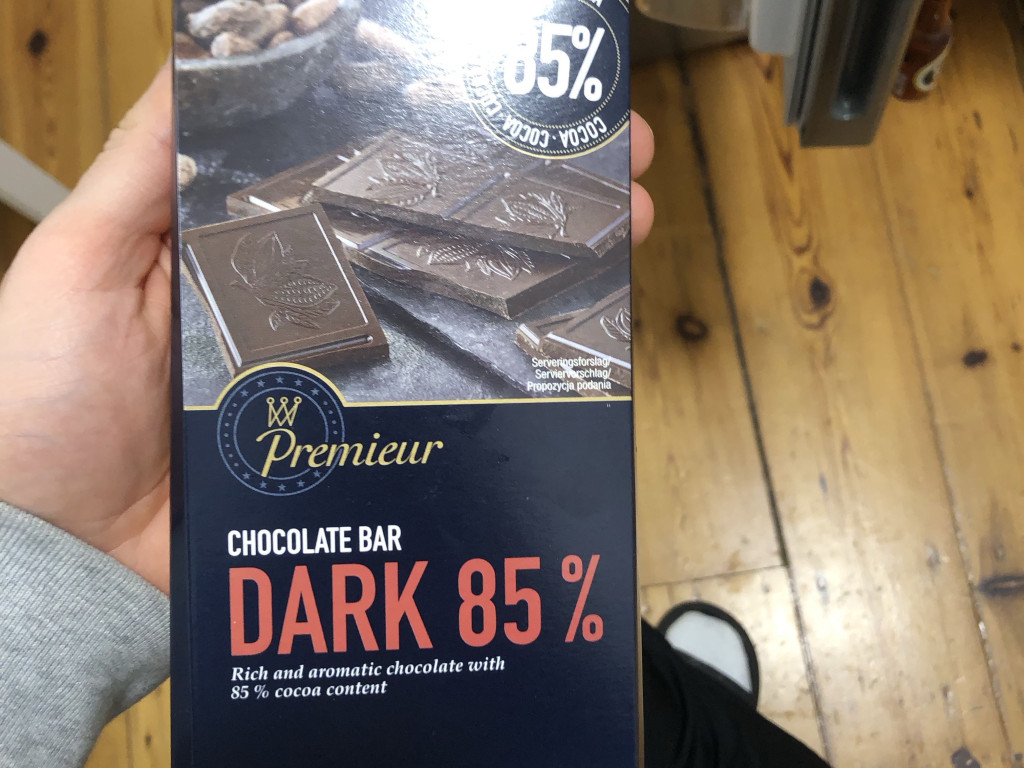 85%
COCOA · COCOA
Serveringsforslag/
Serviervorschlag/
Propozycja podania
Premieur
CHOCOLATE BAR
DARK 85 %
Rich and aromatic chocolate with
85 % cocoa content